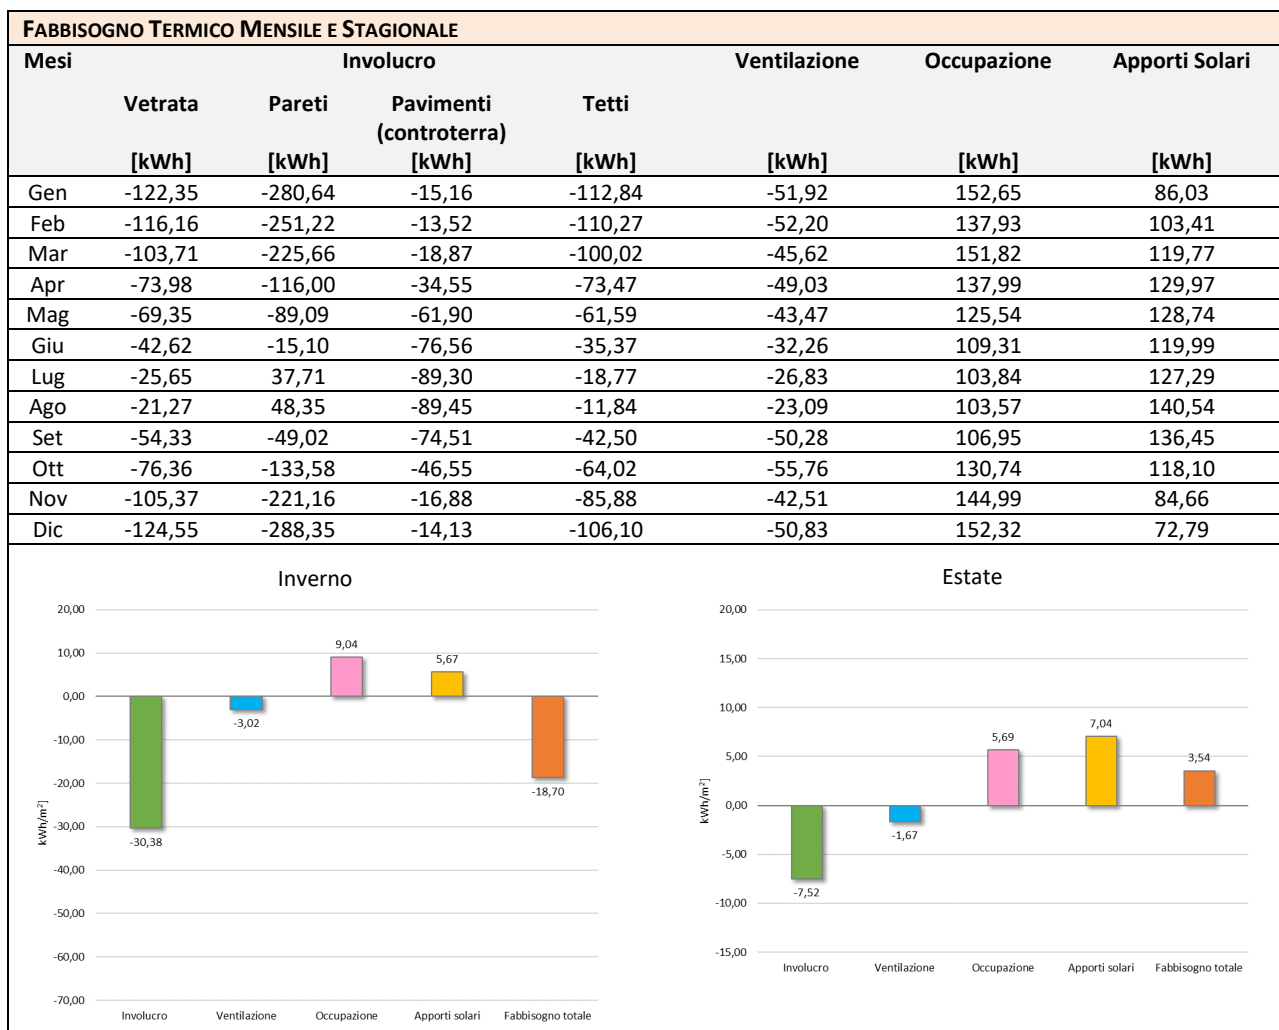 FABBISOGNO TERMICO MENSILE E STAGIONALE
Mesi Involucro Ventilazione Occupazione Apporti Solari
Vetrata Pareti Pavimenti (controterra) Tetti
[kWh] [kWh] [kWh] [kWh] [kWh] [kWh] [kWh]
Gen -122,35 -280,64 -15,16 -112,84 -51,92 152,65 86,03
Feb -116,16 -251,22 -13,52 -110,27 -52,20 137,93 103,41
Mar -103,71 -225,66 -18,87 -100,02 -45,62 151,82 119,77
Apr -73,98 -116,00 -34,55 -73,47 -49,03 137,99 129,97
Mag -69,35 -89,09 -61,90 -61,59 -43,47 125,54 128,74
Giu -42,62 -15,10 -76,56 -35,37 -32,26 109,31 119,99
Lug -25,65 37,71 -89,30 -18,77 -26,83 103,84 127,29
Ago -21,27 48,35 -89,45 -11,84 -23,09 103,57 140,54
Set -54,33 -49,02 -74,51 -42,50 -50,28 106,95 136,45
Ott -76,36 -133,58 -46,55 -64,02 -55,76 130,74 118,10
Nov -105,37 -221,16 -16,88 -85,88 -42,51 144,99 84,66
Dic -124,55 -288,35 -14,13 -106,10 -50,83 152,32 72,79
Inverno
20,00
10,00
0,00
-10,00
-20,00
-30,00
-40,00
-50,00
-60,00
-70,00
kWh/m²]
-30,38
-3,02
9,04
5,67
-18,70
Involucro Ventilazione Occupazione Apporti solari Fabbisogno totale
Estate
20,00
15,00
10,00
5,00
0,00
-5,00
-10,00
-15,00
kWh/m²]
-7,52
-1,67
5,69
7,04
3,54
Involucro Ventilazione Occupazione Apporti solari Fabbisogno totale